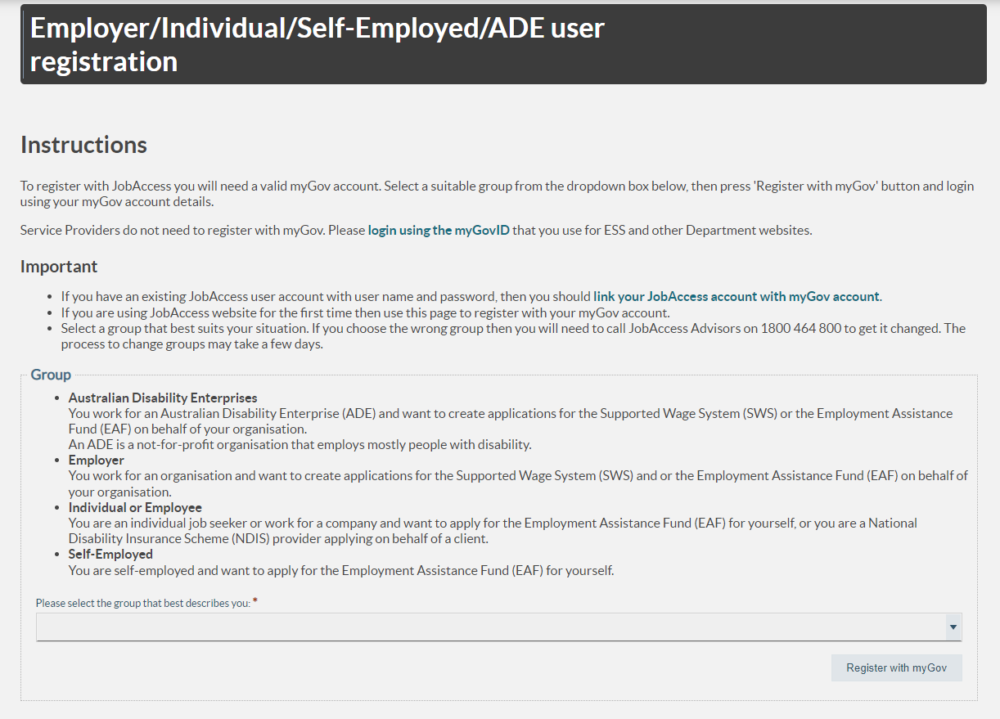 Employer/Individual/Self-Employed/ADE user
registration
Instructions
To register with JobAccess you will need a valid myGov account. Select a suitable group from the dropdown box below, then press 'Register with myGov' button and login
using your myGov account details.
Service Providers do not need to register with myGov. Please login using the myGovID that you use for ESS and other Department websites.
Important
• If you have an existing JobAccess user account with user name and password, then you should link your JobAccess account with myGov account.
• If you are using JobAccess website for the first time then use this page to register with your myGov account.
• Select a group that best suits your situation. If you choose the wrong group then you will need to call JobAccess Advisors on 1800 464 800 to get it changed. The
process to change groups may take a few days.
Group
• Australian Disability Enterprises
You work for an Australian Disability Enterprise (ADE) and want to create applications for the Supported Wage System (SWS) or the Employment Assistance
Fund (EAF) on behalf of your organisation.
An ADE is a not-for-profit organisation that employs mostly people with disability.
• Employer
You work for an organisation and want to create applications for the Supported Wage System (SWS) and or the Employment Assistance Fund (EAF) on behalf of
your organisation.
• Individual or Employee
You are an individual job seeker or work for a company and want to apply for the Employment Assistance Fund (EAF) for yourself, or you are a National
Disability Insurance Scheme (NDIS) provider applying on behalf of a client.
• Self-Employed
You are self-employed and want to apply for the Employment Assistance Fund (EAF) for yourself.
Please select the group that best describes you: *
Register with myGov